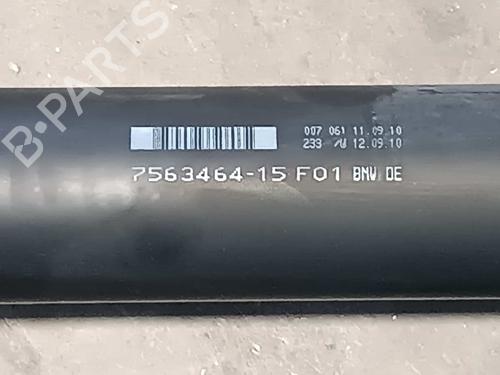 B-PARTS
007 061 11.09.10
233 /W 12.09.10
7563464-15 F01 BMW DE